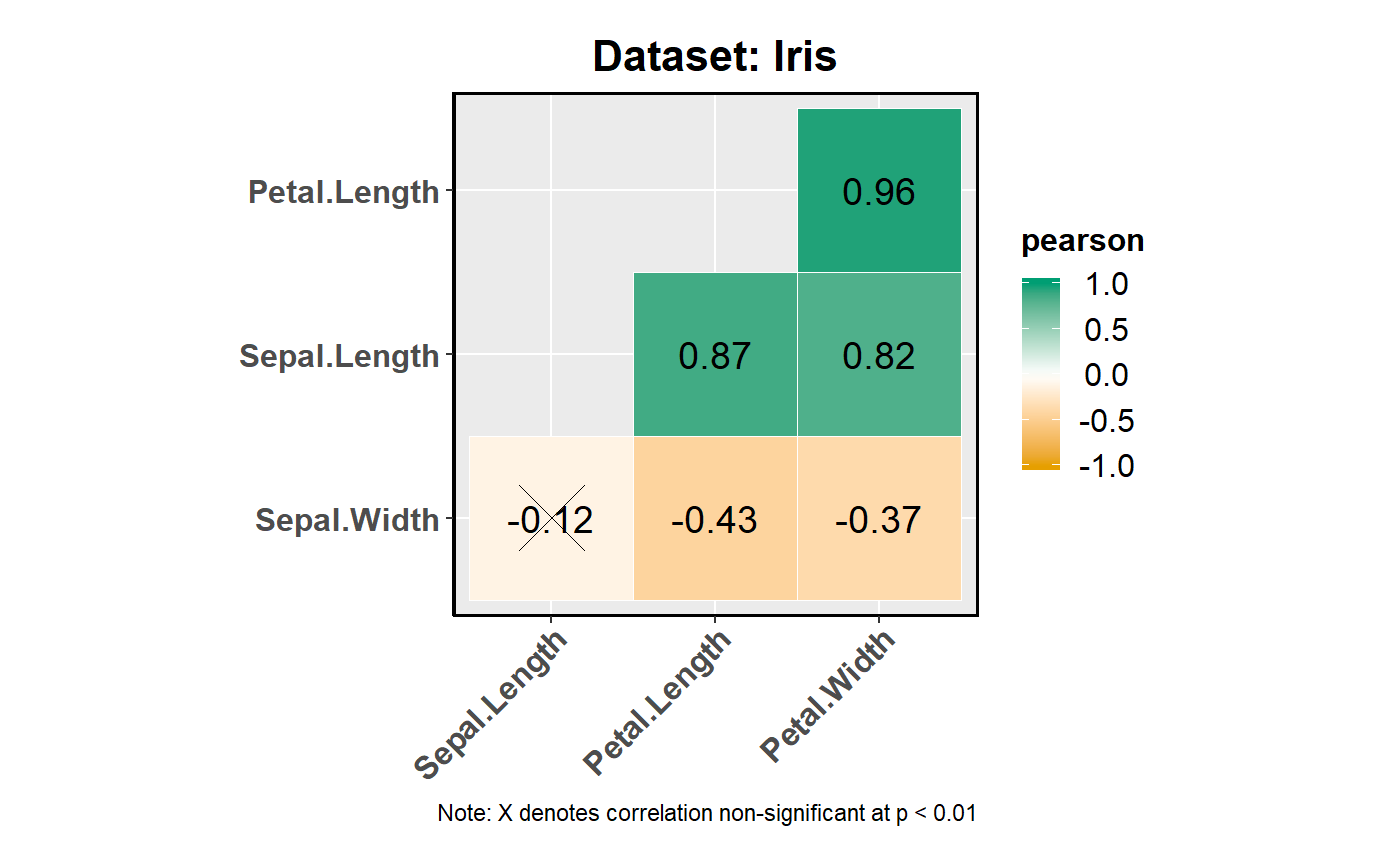 Dataset: Iris
Petal.Length
0.96
Sepal.Length
0.87
0.82
Sepal.Width
-0.12
-0.43
-0.37
Sepal.Length
Petal.Length
Petal.Width
pearson
1.0
0.5
0.0
-0.5
-1.0
Note: X denotes correlation non-significant at p < 0.01